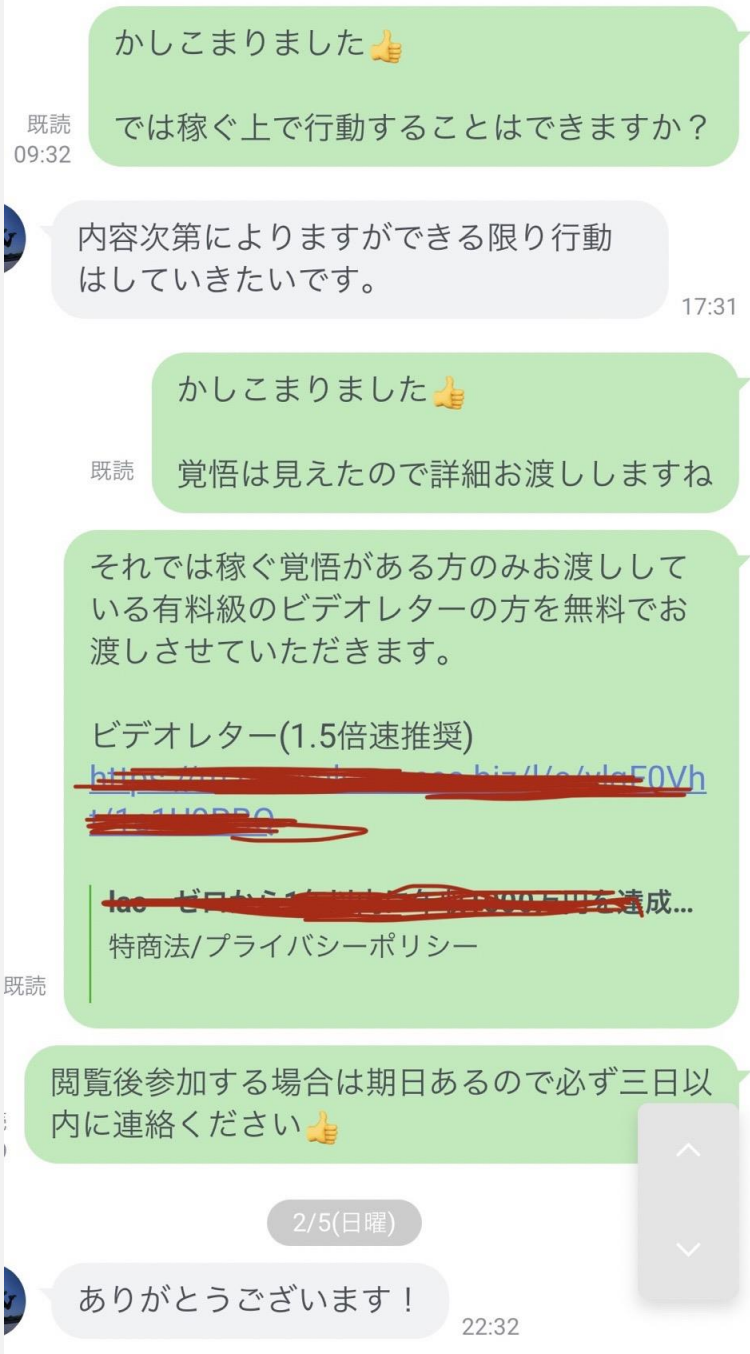 かしこまりました👍
では稼ぐ上で行動することはできますか？
既読
09:32
内容次第によりますができる限り行動
はしていきたいです。
17:31
かしこまりました👍
既読
覚悟は見えたので詳細お渡ししますね
それでは稼ぐ覚悟がある方のみお渡しして
いる有料級のビデオレターの方を無料でお
渡しさせていただきます。
ビデオレター(1.5倍速推奨)
達成...
特商法/プライバシーポリシー
既読
閲覧後参加する場合は期日あるので必ず三日以
内に連絡ください👍
2/5(日曜)
ありがとうございます！
22:32